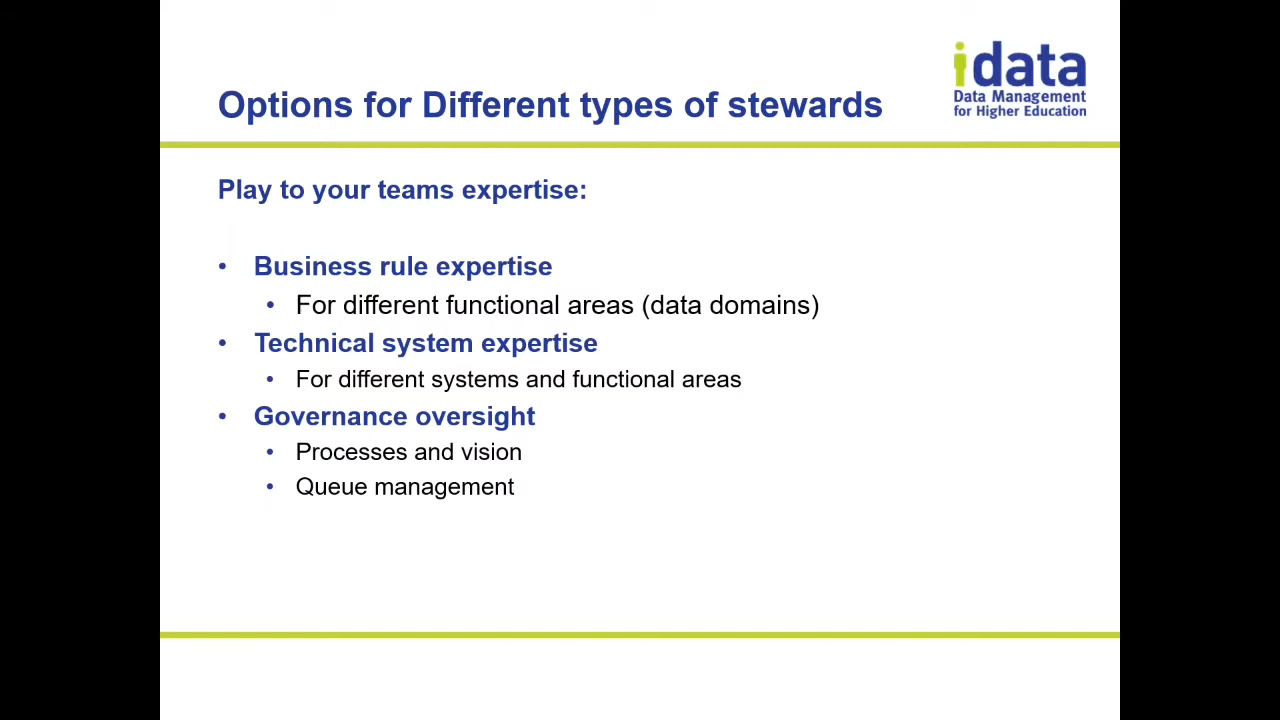 idata
Data Management
for Higher Education
Options for Different types of stewards
Play to your teams expertise:
• Business rule expertise
• For different functional areas (data domains)
• Technical system expertise
• For different systems and functional areas
• Governance oversight
• Processes and vision
• Queue management